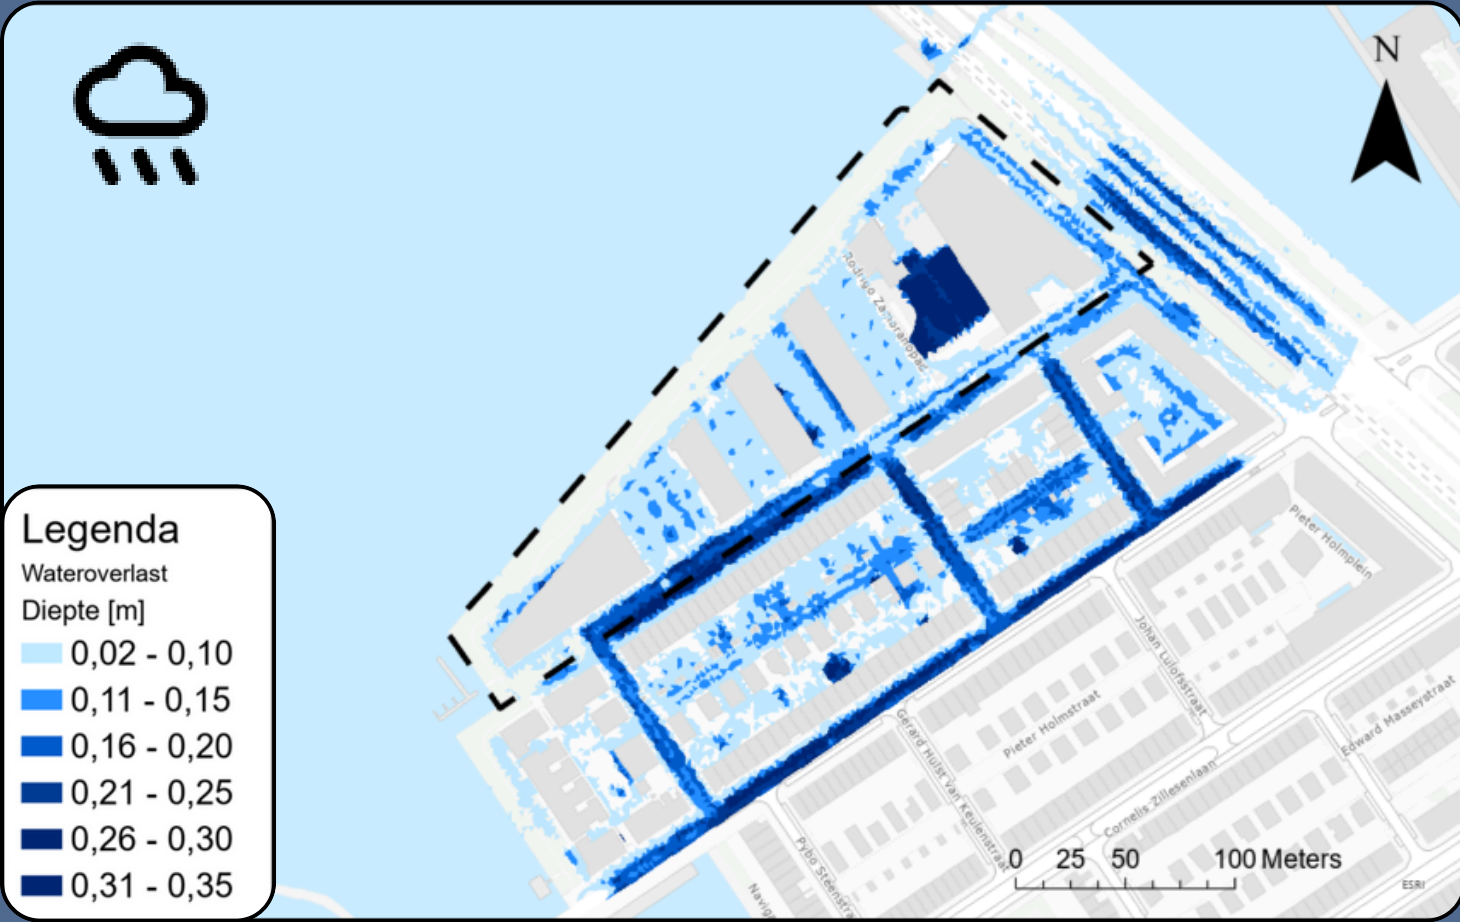 N
Rodrigo Zamoranopad
Pieter Holmplein
Johan Lulofsstraat
Pieter Holmstraat
Gerard Hulst van Keulenstraat
Edward Masseystraat
Cornelis Zillesenlaan
Pybo Steenstra
Navig
Legenda
Wateroverlast
Diepte [m]
0,02 - 0,10
0,11 - 0,15
0,16 - 0,20
0,21 - 0,25
0,26 - 0,30
0,31 - 0,35
0 25 50 100 Meters
ESRI